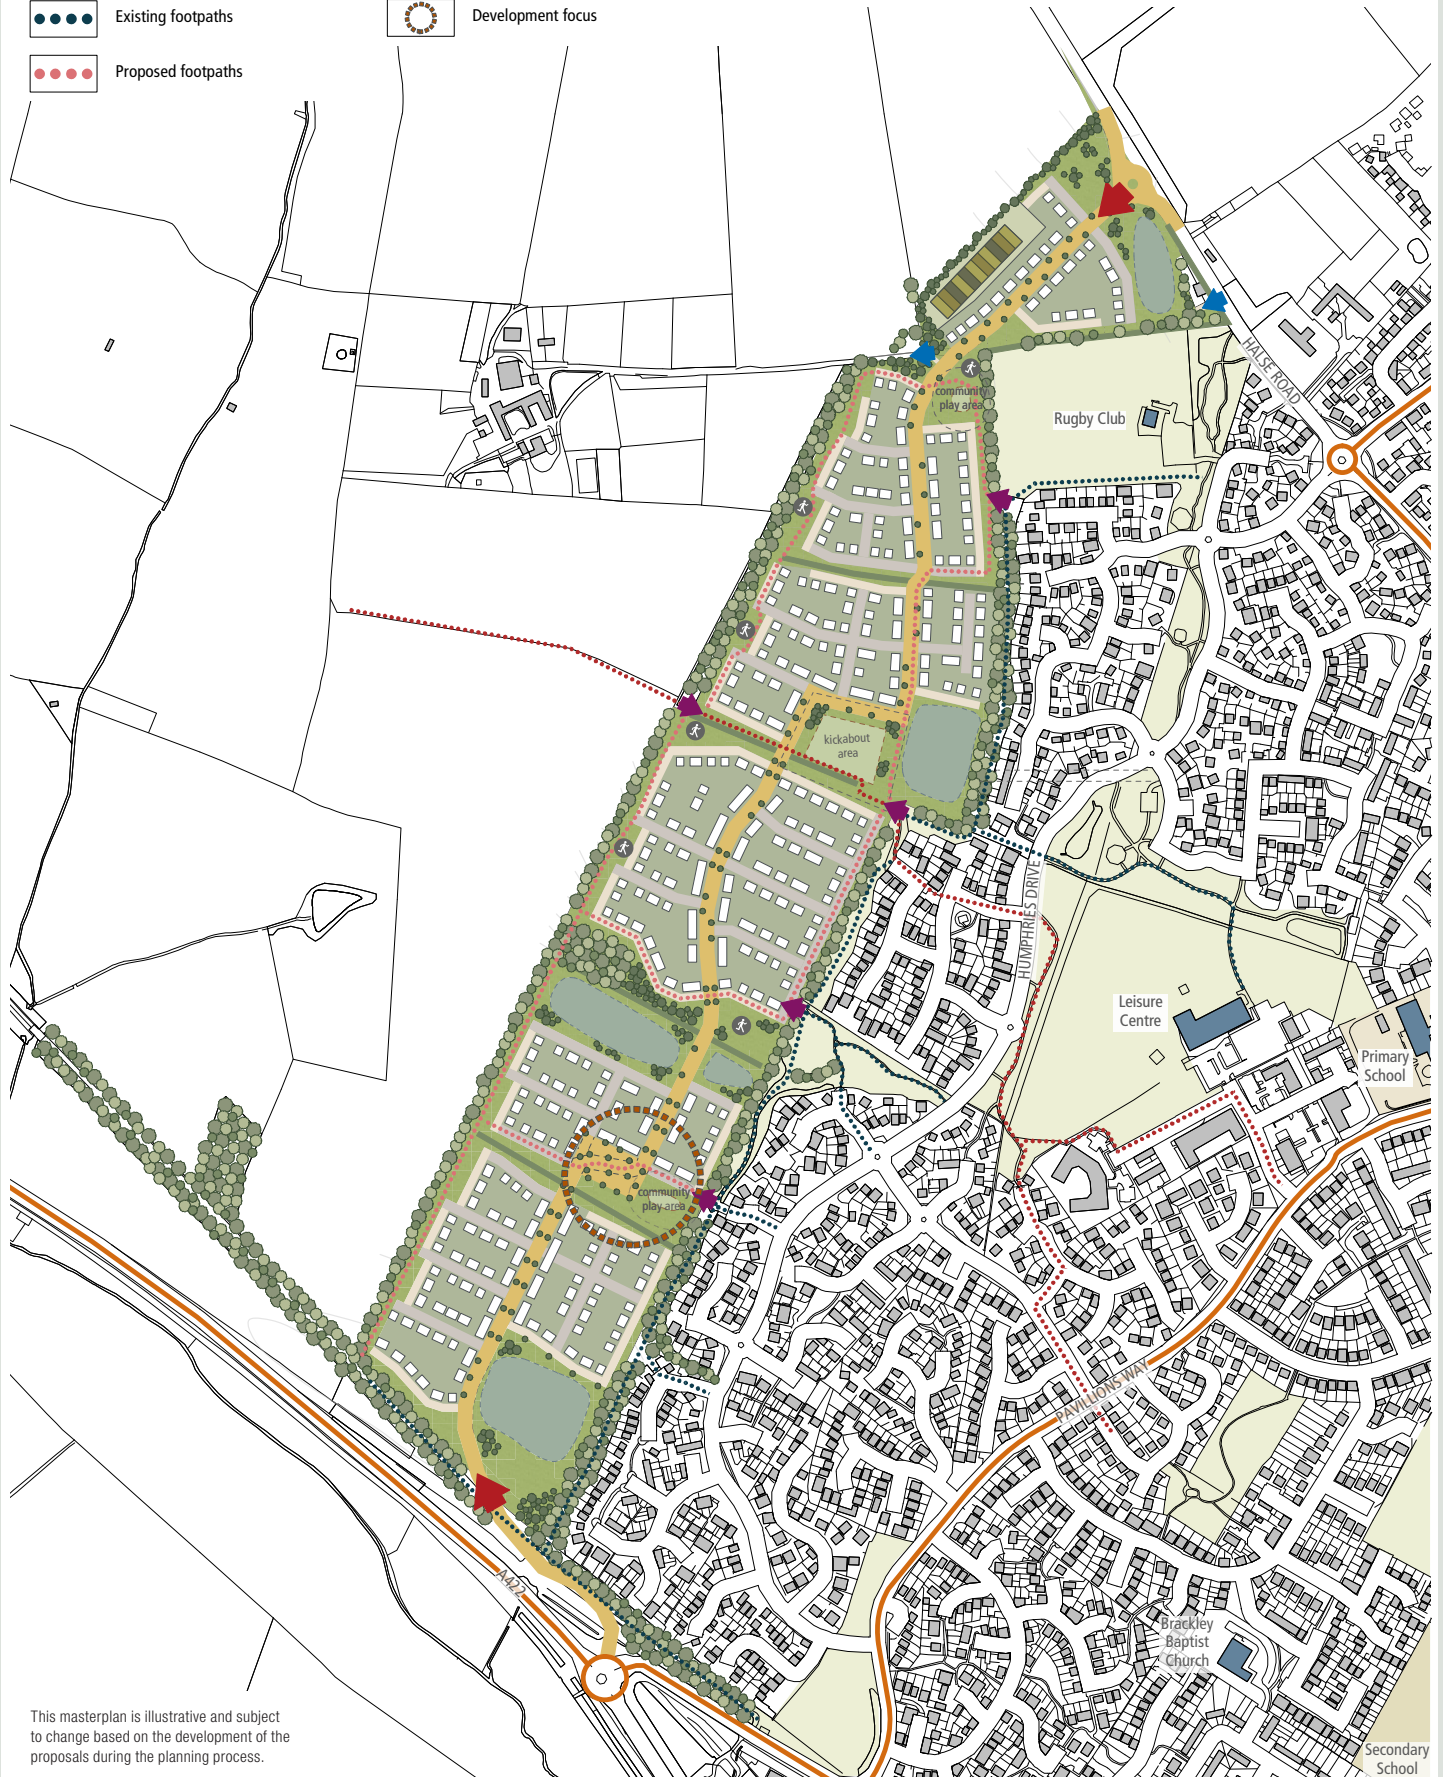 Existing footpaths
Development focus
Proposed footpaths
HALSE ROAD
community
play area
Rugby Club
kickabout
area
HUMPHRIES DRIVE
Leisure
Centre
Primary
School
community
play area
PAVILLIONS WAY
A422
Brackley
Baptist
Church
This masterplan is illustrative and subject
to change based on the development of the
proposals during the planning process.
Secondary
School